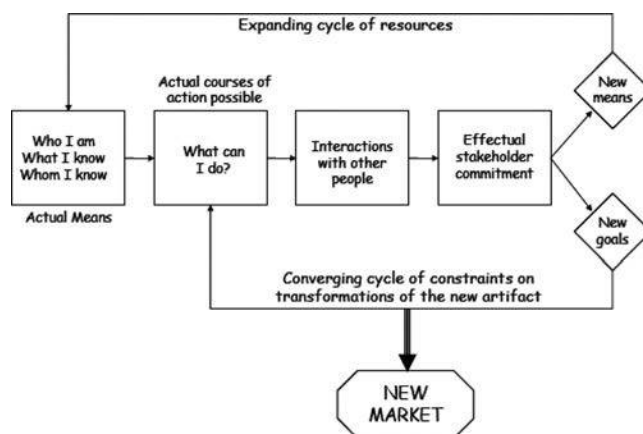 Expanding cycle of resources
Actual courses of
action possible
New
means
Who I am
What I know
Whom I know
What can
I do?
Interactions
with other
people
Effectual
stakeholder
commitment
Actual Means
New
goals
Converging cycle of constraints on
transformations of the new artifact
NEW
MARKET